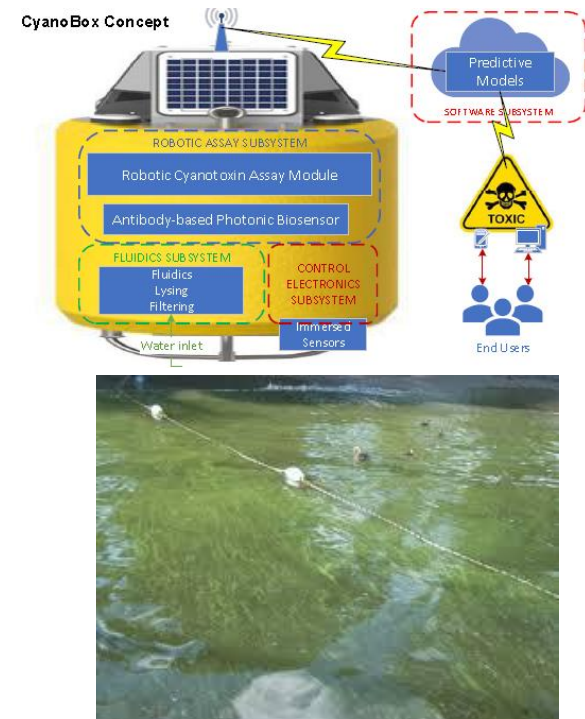 CyanoBox Concept
Predictive
Models
SOFTWARE SUBSYSTEM
ROBOTIC ASSAY SUBSYSTEM
Robotic Cyanotoxin Assay Module
Antibody-based Photonic Biosensor
TOXIC
FLUIDICS SUBSYSTEM
Fluidics
Lysing
Filtering
CONTROL
ELECTRONICS
SUBSYSTEM
Immersed
Sensors
Water inlet
End Users